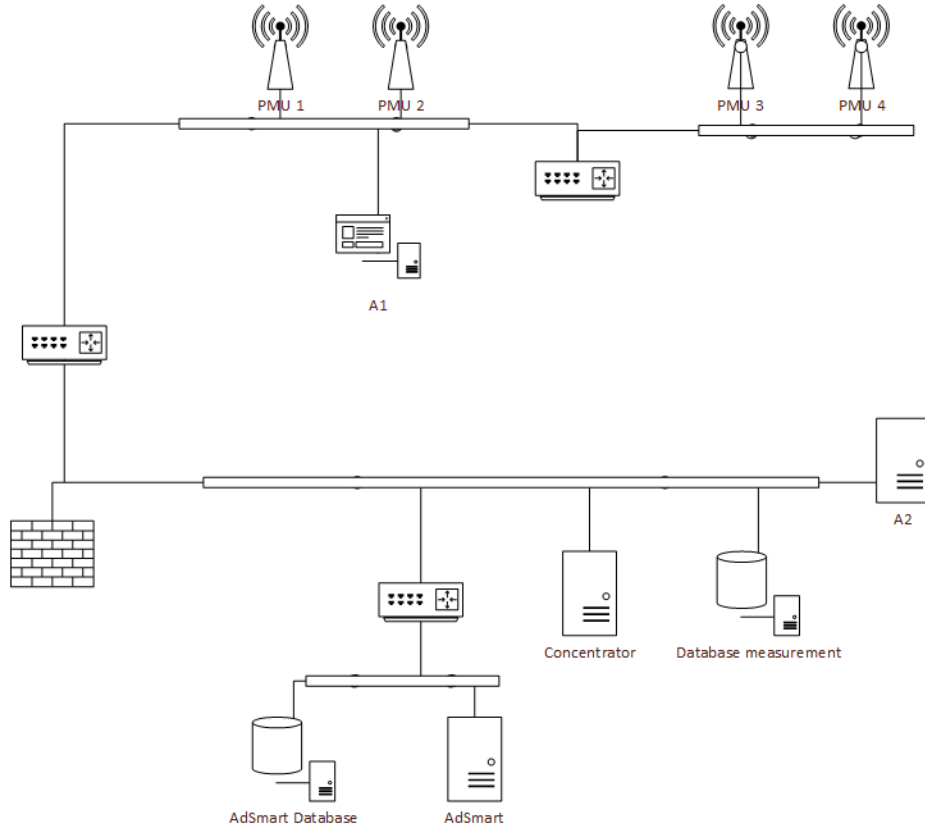 PMU 1
PMU 2
PMU 3
PMU 4
A1
A2
Concentrator
Database measurement
AdSmart Database
AdSmart